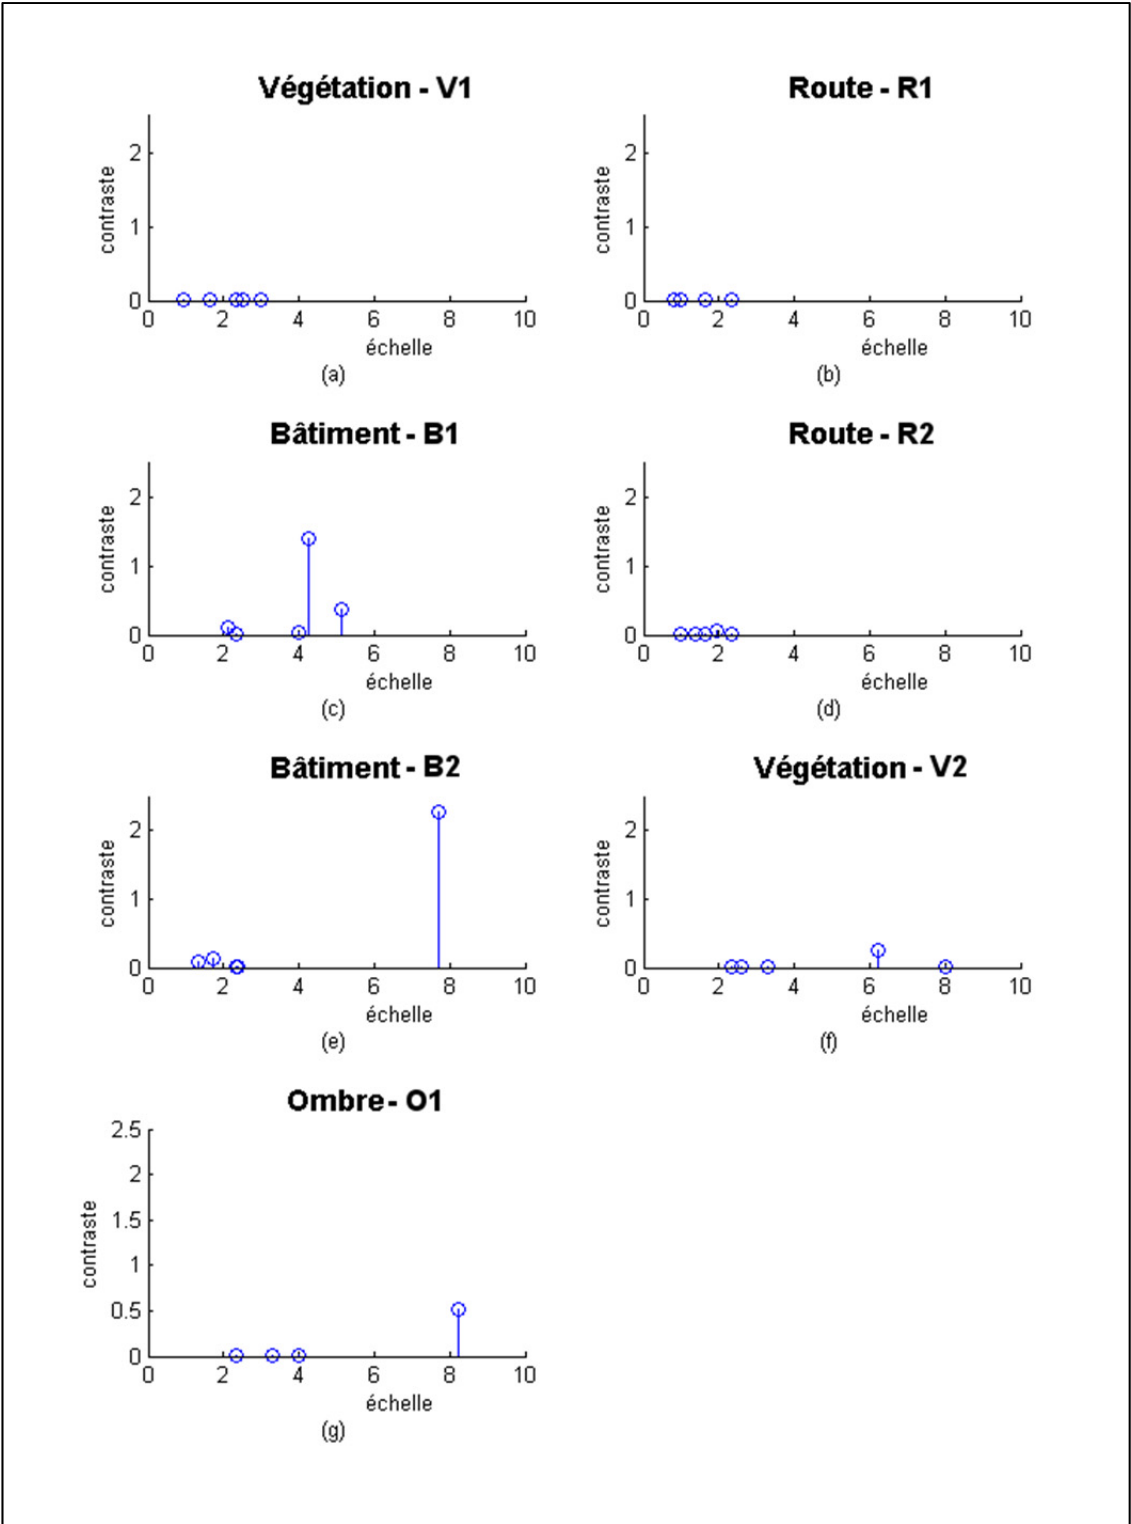 Végétation - V1
contraste
2
1
0
0 2 4 6 8 10
échelle
(a)
Route - R1
contraste
2
1
0
0 2 4 6 8 10
échelle
(b)
Bâtiment - B1
contraste
2
1
0
0 2 4 6 8 10
échelle
(c)
Route - R2
contraste
2
1
0
0 2 4 6 8 10
échelle
(d)
Bâtiment - B2
contraste
2
1
0
0 2 4 6 8 10
échelle
(e)
Végétation - V2
contraste
2
1
0
0 2 4 6 8 10
échelle
(f)
Ombre - O1
contraste
2.5
2
1.5
1
0.5
0
0 2 4 6 8 10
échelle
(g)